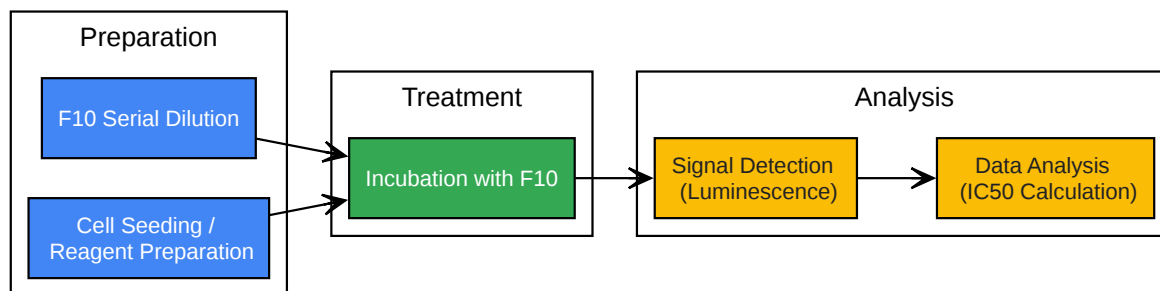 Preparation
F10 Serial Dilution
Cell Seeding /
Reagent Preparation
Treatment
Incubation with F10
Analysis
Signal Detection
(Luminescence)
Data Analysis
(IC50 Calculation)